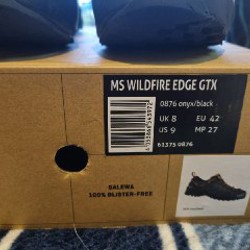 MS WILDFIRE EDGE GTX
0876 onyx/black
UK 8 EU 42
US 9 MP 27
61375 0876
SALEWA
100% BLISTER-FREE